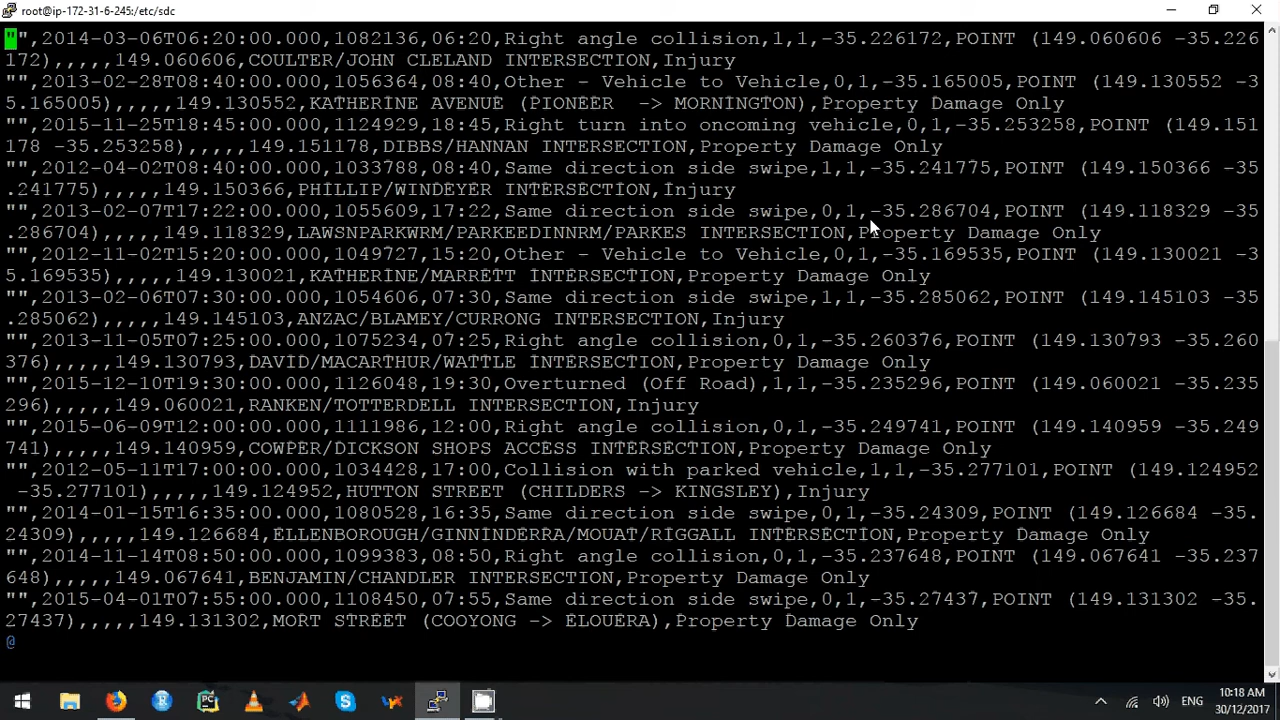 root@ip-172-31-6-245:/etc/sdc
"",2014-03-06T06:20:00.000,1082136,06:20,Right angle collision,1,1,-35.226172,POINT (149.060606 -35.226
172),,,,,149.060606,COULTER/JOHN CLELAND INTERSECTION,Injury
"",2013-02-28T08:40:00.000,1056364,08:40,Other - Vehicle to Vehicle,0,1,-35.165005,POINT (149.130552 -3
5.165005),,,,,149.130552,KATHERINE AVENUE (PIONEER  -> MORNINGTON),Property Damage Only
"",2015-11-25T18:45:00.000,1124929,18:45,Right turn into oncoming vehicle,0,1,-35.253258,POINT (149.151
178 -35.253258),,,,,149.151178,DIBBS/HANNAN INTERSECTION,Property Damage Only
"",2012-04-02T08:40:00.000,1033788,08:40,Same direction side swipe,1,1,-35.241775,POINT (149.150366 -35
.241775),,,,,149.150366,PHILLIP/WINDEYER INTERSECTION,Injury
"",2013-02-07T17:22:00.000,1055609,17:22,Same direction side swipe,0,1,-35.286704,POINT (149.118329 -35
.286704),,,,,149.118329,LAWSNPARKWRM/PARKEEDINNRM/PARKES INTERSECTION,Property Damage Only
"",2012-11-02T15:20:00.000,1049727,15:20,Other - Vehicle to Vehicle,0,1,-35.169535,POINT (149.130021 -3
5.169535),,,,,149.130021,KATHERINE/MARRETT INTERSECTION,Property Damage Only
"",2013-02-06T07:30:00.000,1054606,07:30,Same direction side swipe,1,1,-35.285062,POINT (149.145103 -35
.285062),,,,,149.145103,ANZAC/BLAMEY/CURRONG INTERSECTION,Injury
"",2013-11-05T07:25:00.000,1075234,07:25,Right angle collision,0,1,-35.260376,POINT (149.130793 -35.260
376),,,,,149.130793,DAVID/MACARTHUR/WATTLE INTERSECTION,Property Damage Only
"",2015-12-10T19:30:00.000,1126048,19:30,Overturned (Off Road),1,1,-35.235296,POINT (149.060021 -35.235
296),,,,,149.060021,RANKEN/TOTTERDELL INTERSECTION,Injury
"",2015-06-09T12:00:00.000,1111986,12:00,Right angle collision,0,1,-35.249741,POINT (149.140959 -35.249
741),,,,,149.140959,COWPER/DICKSON SHOPS ACCESS INTERSECTION,Property Damage Only
"",2012-05-11T17:00:00.000,1034428,17:00,Collision with parked vehicle,1,1,-35.277101,POINT (149.124952
 -35.277101),,,,,149.124952,HUTTON STREET (CHILDERS -> KINGSLEY),Injury
"",2014-01-15T16:35:00.000,1080528,16:35,Same direction side swipe,0,1,-35.24309,POINT (149.126684 -35.
24309),,,,,149.126684,ELLENBOROUGH/GINNINDERRA/MOUAT/RIGGALL INTERSECTION,Property Damage Only
"",2014-11-14T08:50:00.000,1099383,08:50,Right angle collision,0,1,-35.237648,POINT (149.067641 -35.237
648),,,,,149.067641,BENJAMIN/CHANDLER INTERSECTION,Property Damage Only
"",2015-04-01T07:55:00.000,1108450,07:55,Same direction side swipe,0,1,-35.27437,POINT (149.131302 -35.
27437),,,,,149.131302,MORT STREET (COOYONG -> ELOUERA),Property Damage Only
@
ENG
10:18 AM
30/12/2017